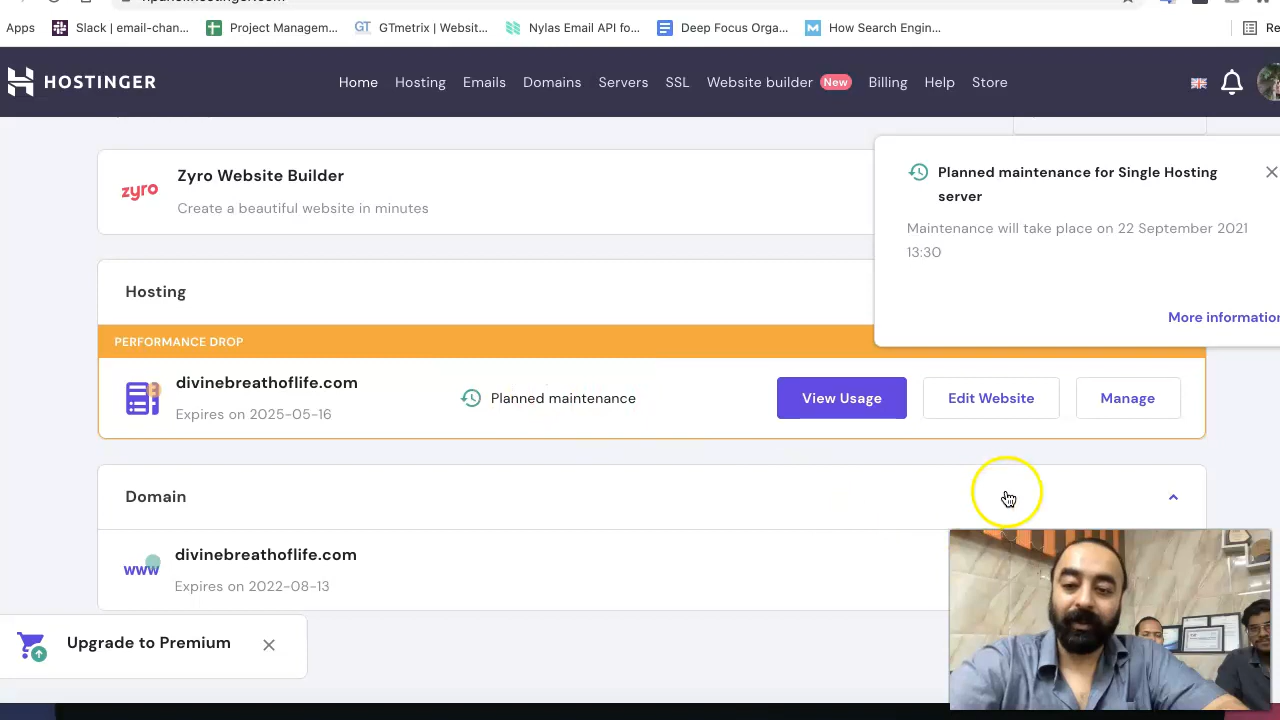 Apps
Slack | email-chan...
Project Managem...
GTmetrix | Websit...
Nylas Email API fo...
Deep Focus Orga...
How Search Engin...
Re
HOSTINGER
Home
Hosting
Emails
Domains
Servers
SSL
Website builder
New
Billing
Help
Store
Zyro Website Builder
zyro
Create a beautiful website in minutes
Planned maintenance for Single Hosting
server
Maintenance will take place on 22 September 2021
13:30
More information
Hosting
PERFORMANCE DROP
divinebreathoflife.com
Expires on 2025-05-16
Planned maintenance
View Usage
Edit Website
Manage
Domain
www
divinebreathoflife.com
Expires on 2022-08-13
Upgrade to Premium